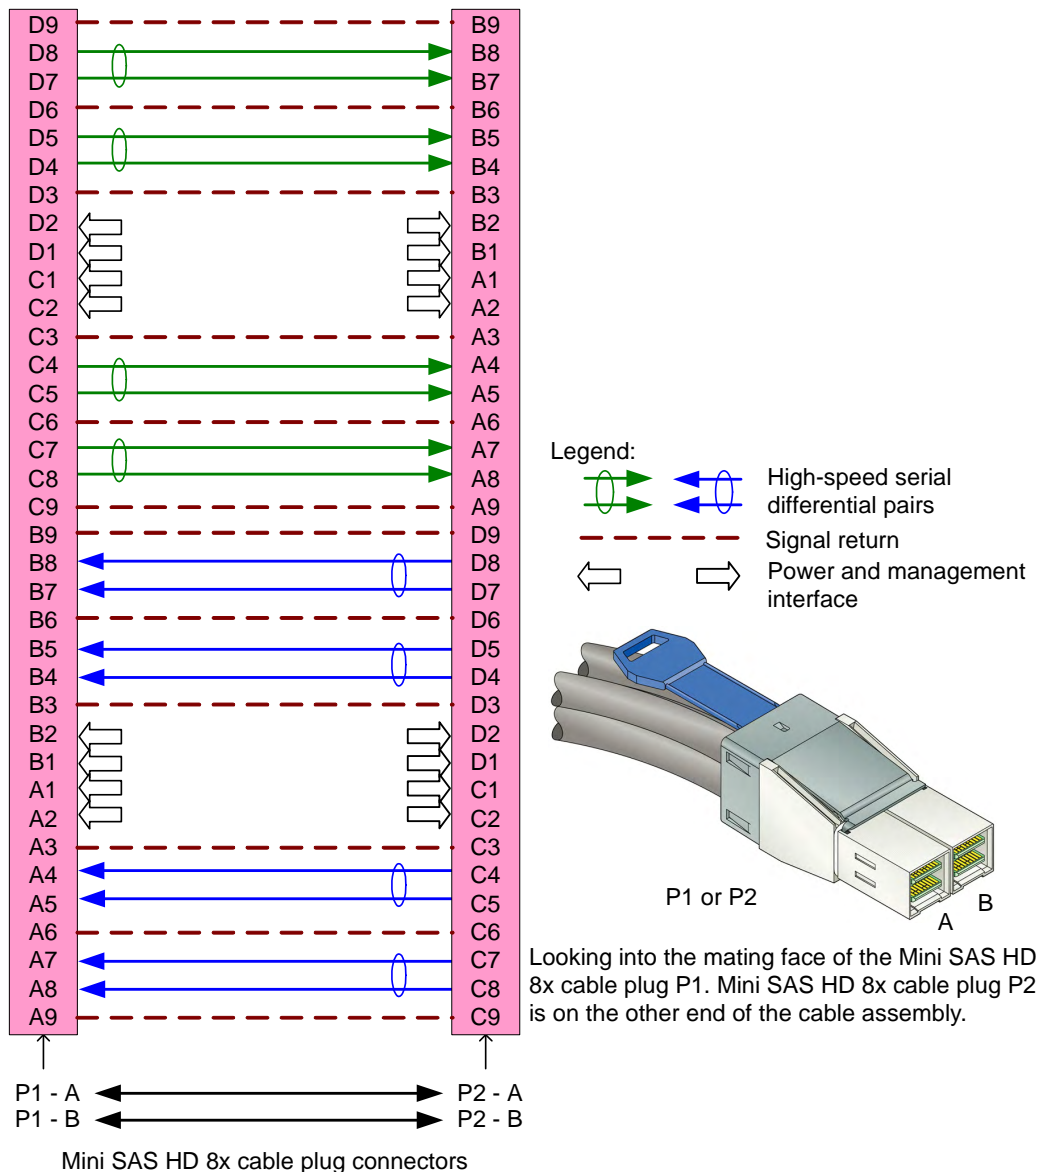 D9 B9
D8 B8
D7 B7
D6 B6
D5 B5
D4 B4
D3 B3
D2 B2
D1 B1
C1 A1
C2 A2
C3 A3
C4 A4
C5 A5
C6 A6
C7 A7
C8 A8
C9 A9
B9 D9
B8 D8
B7 D7
B6 D6
B5 D5
B4 D4
B3 D3
B2 D2
B1 D1
A1 C1
A2 C2
A3 C3
A4 C4
A5 C5
A6 C6
A7 C7
A8 C8
A9 C9
P1 - A P2 - A
P1 - B P2 - B
Mini SAS HD 8x cable plug connectors
Legend:
High-speed serial
differential pairs
Signal return
Power and management
interface
P1 or P2
A
B
Looking into the mating face of the Mini SAS HD
8x cable plug P1. Mini SAS HD 8x cable plug P2
is on the other end of the cable assembly.